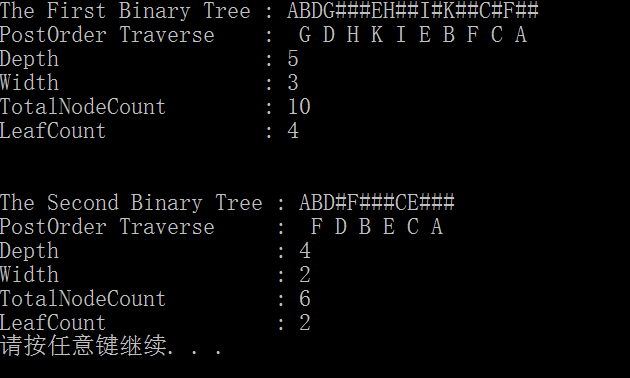 The First Binary Tree : ABDG###EH##I#K##C#F##
PostOrder Traverse    :  G D H K I E B F C A
Depth                 : 5
Width                 : 3
TotalNodeCount        : 10
LeafCount             : 4
The Second Binary Tree : ABD#F###CE###
PostOrder Traverse     :  F D B E C A
Depth                  : 4
Width                  : 2
TotalNodeCount         : 6
LeafCount              : 2
请按任意键继续. . .